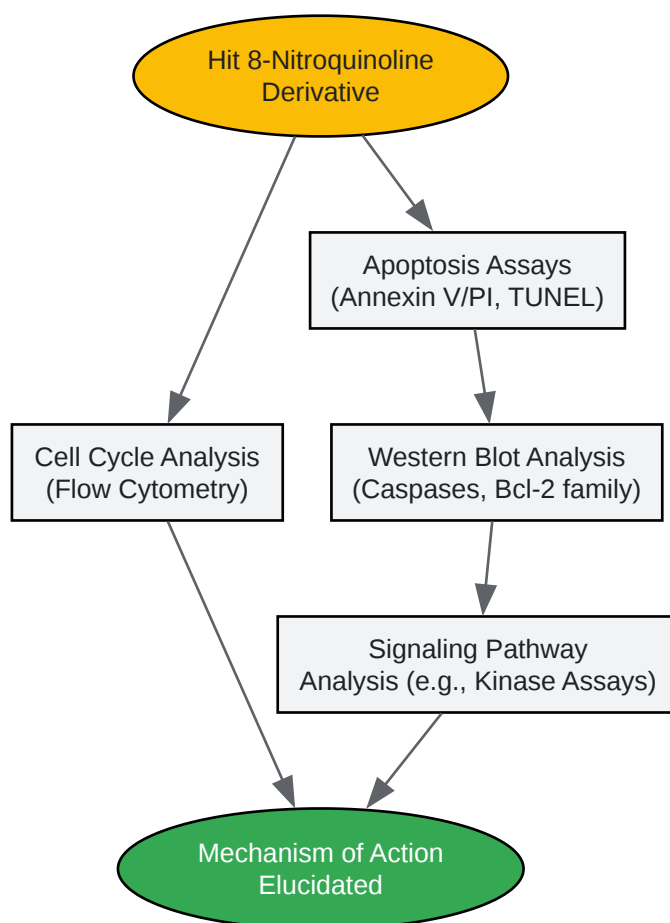 Hit 8-Nitroquinoline
Derivative
Apoptosis Assays
(Annexin V/PI, TUNEL)
Cell Cycle Analysis
(Flow Cytometry)
Western Blot Analysis
(Caspases, Bcl-2 family)
Signaling Pathway
Analysis (e.g., Kinase Assays)
Mechanism of Action
Elucidated